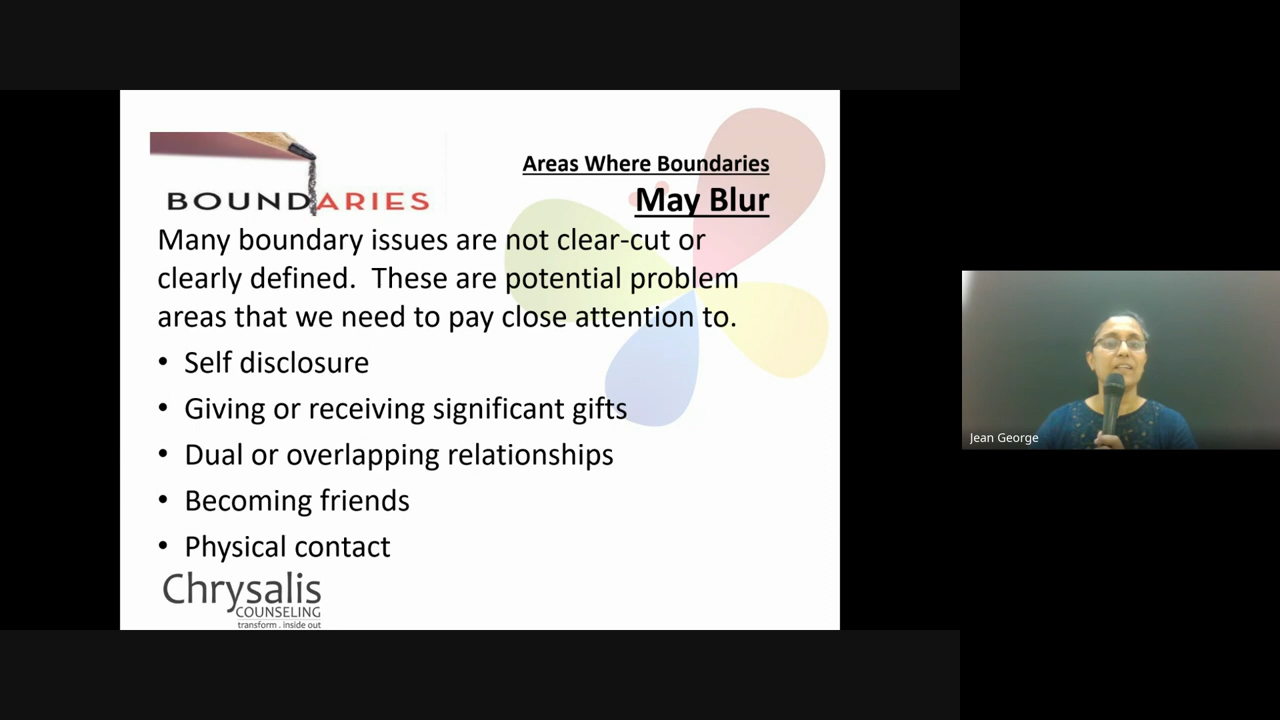 BOUNDARIES
Areas Where Boundaries
May Blur
Many boundary issues are not clear-cut or
clearly defined.  These are potential problem
areas that we need to pay close attention to.
• Self disclosure
• Giving or receiving significant gifts
• Dual or overlapping relationships
• Becoming friends
• Physical contact
Chrysalis
COUNSELING
transform . inside out
Jean George